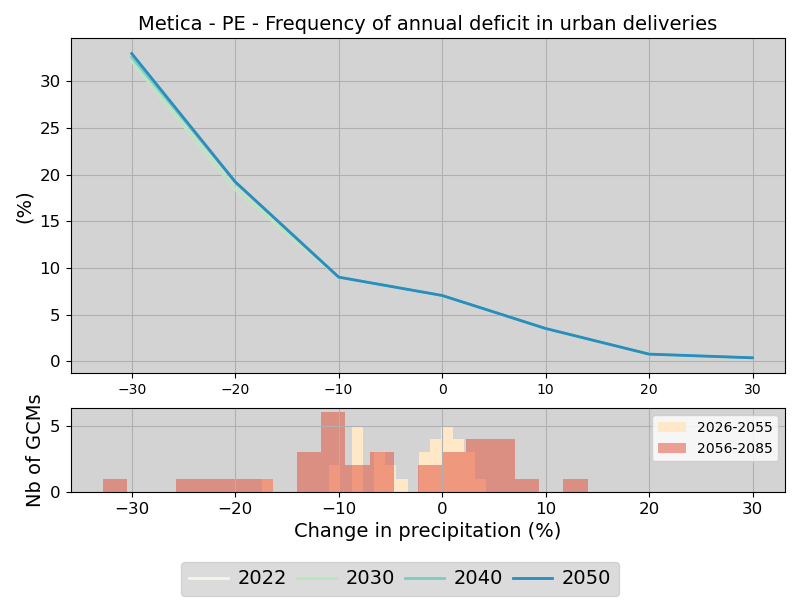 Metica - PE - Frequency of annual deficit in urban deliveries
(%)
30
25
20
15
10
5
0
−30 −20 −10 0 10 20 30
Nb of GCMs
5
0
2026-2055
2056-2085
−30 −20 −10 0 10 20 30
Change in precipitation (%)
2022 2030 2040 2050